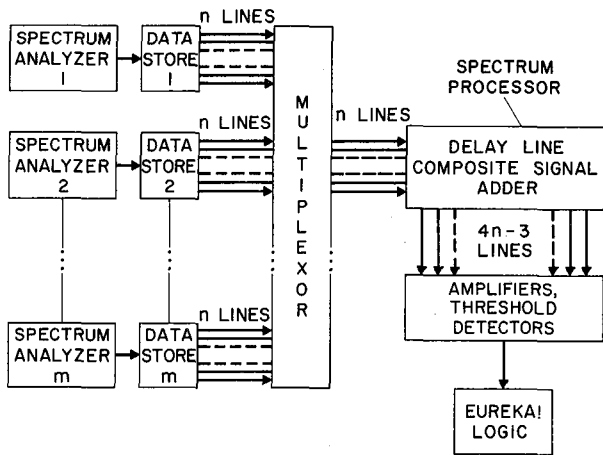 n LINES
SPECTRUM
ANALYZER
1
DATA
STORE
1
n LINES
SPECTRUM
ANALYZER
2
DATA
STORE
2
n LINES
SPECTRUM
ANALYZER
m
DATA
STORE
m
MULTIPLEXOR
n LINES
SPECTRUM
PROCESSOR
DELAY LINE
COMPOSITE SIGNAL
ADDER
4n-3
LINES
AMPLIFIERS,
THRESHOLD
DETECTORS
EUREKA!
LOGIC